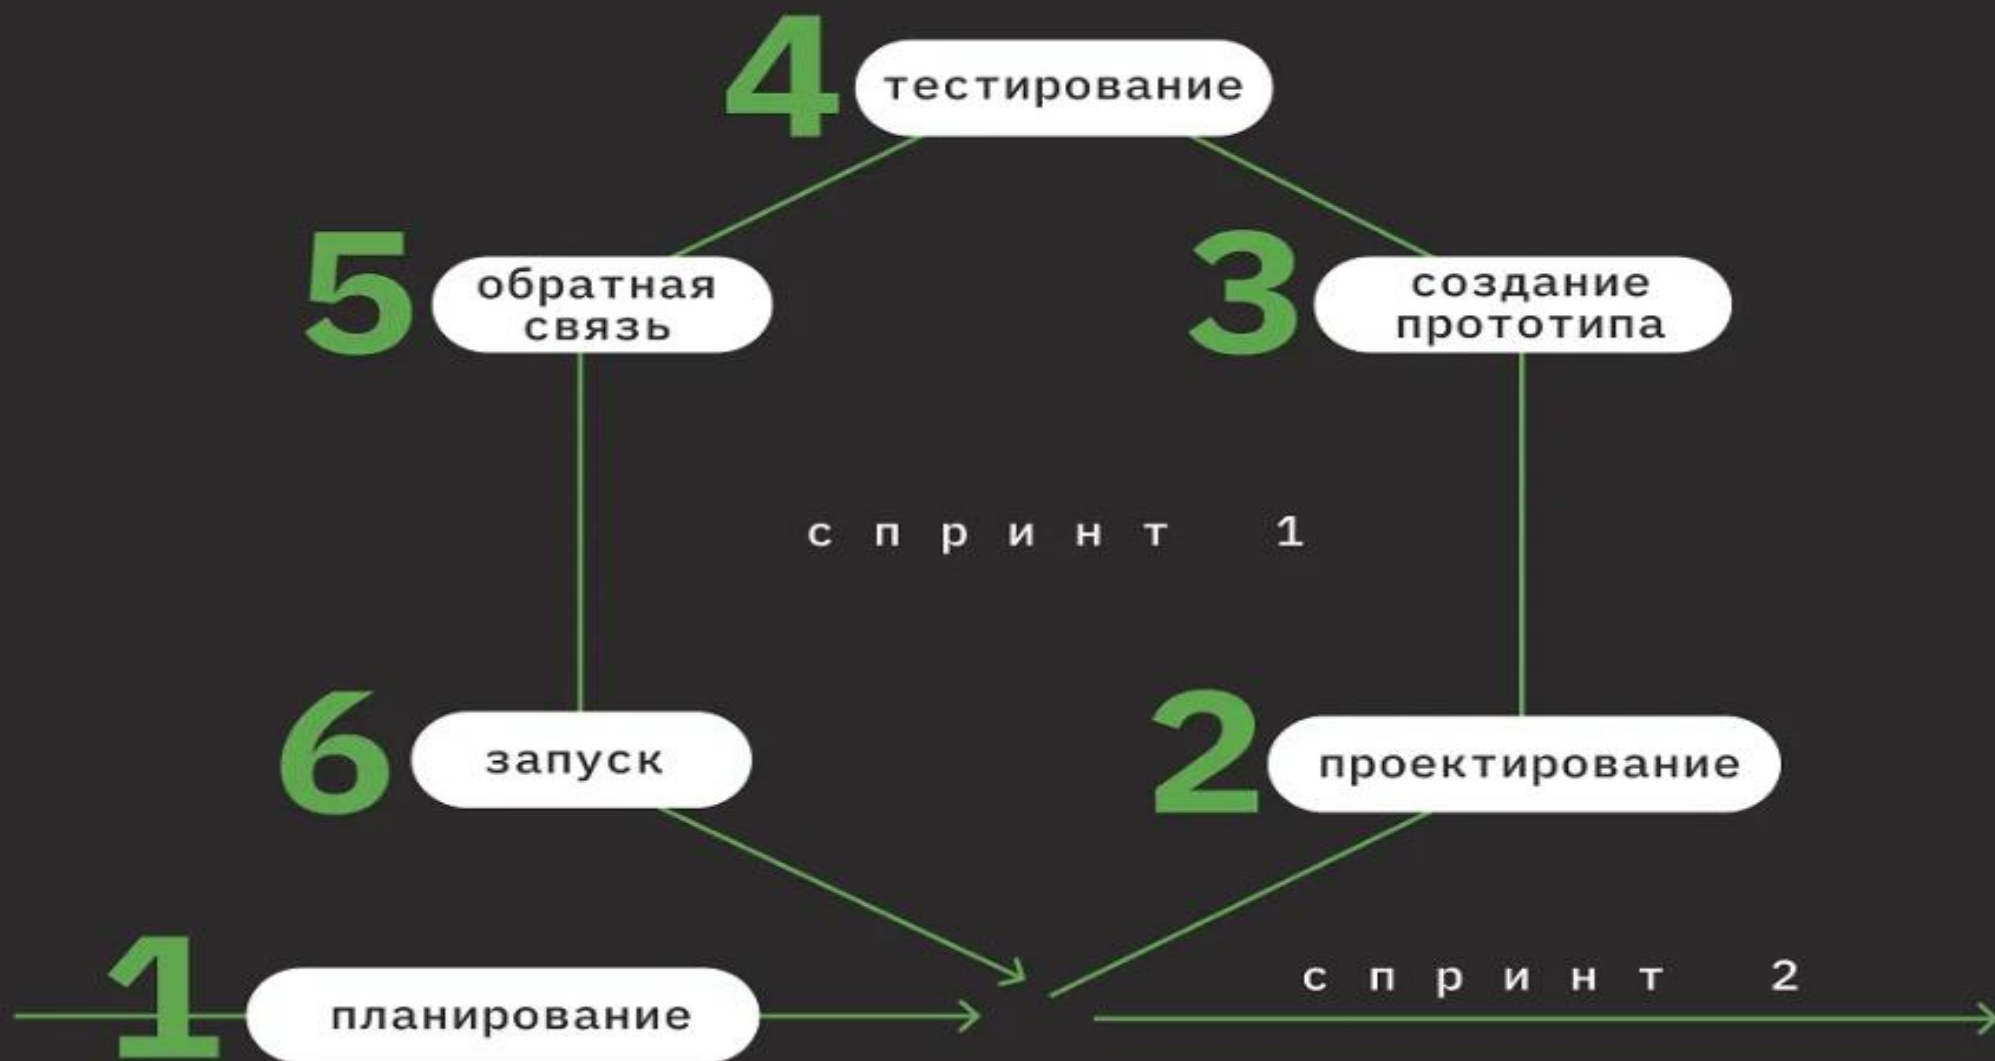 4 тестирование
5 обратная
связь
3 создание
прототипа
спринт 1
6 запуск
2 проектирование
1 планирование
спринт 2